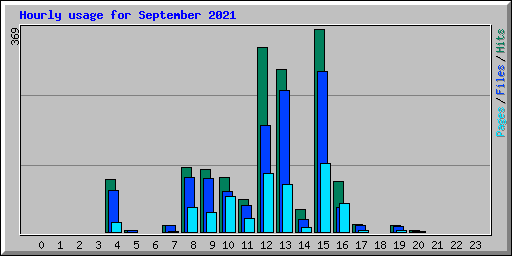 Hourly usage for September 2021
369
Pages/Files/Hits
0 1 2 3 4 5 6 7 8 9 10 11 12 13 14 15 16 17 18 19 20 21 22 23